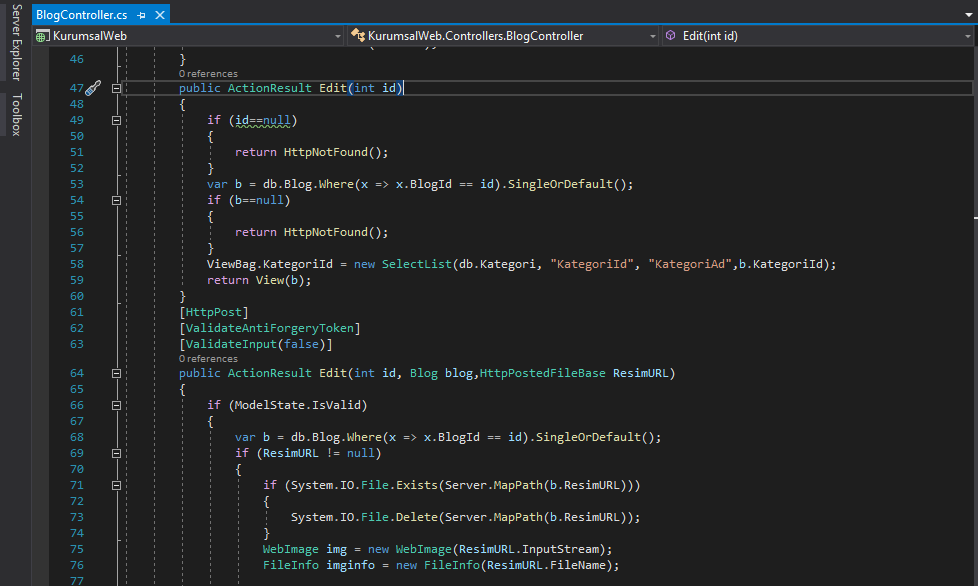 Server Explorer
Toolbox
BlogController.cs
KurumsalWeb
KurumsalWeb.Controllers.BlogController
Edit(int id)
46 }
0 references
47 public ActionResult Edit(int id)
48 {
49 if (id==null)
50 {
51 return HttpNotFound();
52 }
53 var b = db.Blog.Where(x => x.BlogId == id).SingleOrDefault();
54 if (b==null)
55 {
56 return HttpNotFound();
57 }
58 ViewBag.KategoriId = new SelectList(db.Kategori, "KategoriId", "KategoriAd",b.KategoriId);
59 return View(b);
60 }
61 [HttpPost]
62 [ValidateAntiForgeryToken]
63 [ValidateInput(false)]
0 references
64 public ActionResult Edit(int id, Blog blog,HttpPostedFileBase ResimURL)
65 {
66 if (ModelState.IsValid)
67 {
68 var b = db.Blog.Where(x => x.BlogId == id).SingleOrDefault();
69 if (ResimURL != null)
70 {
71 if (System.IO.File.Exists(Server.MapPath(b.ResimURL)))
72 {
73 System.IO.File.Delete(Server.MapPath(b.ResimURL));
74 }
75 WebImage img = new WebImage(ResimURL.InputStream);
76 FileInfo imginfo = new FileInfo(ResimURL.FileName);
77